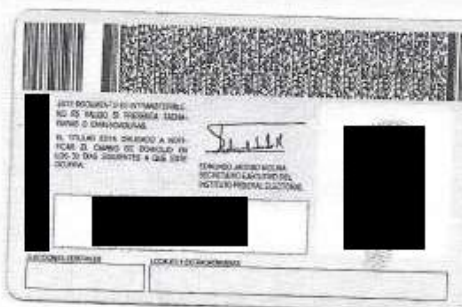 ESTE DOCUMENTO ES INTRANSFERIBLE,
NO ES VALIDO SI PRESENTA TACHA-
DURAS O ENMENDADURAS.
EL TITULAR ESTA OBLIGADO A NOTI-
FICAR EL CAMBIO DE DOMICILIO EN
LOS 30 DIAS SIGUIENTES A QUE ESTE
OCURRA.
EDMUNDO JACOBO MOLINA
SECRETARIO EJECUTIVO DEL
INSTITUTO FEDERAL ELECTORAL
ELECCIONES FEDERALES
LOCALES Y EXTRAORDINARIAS